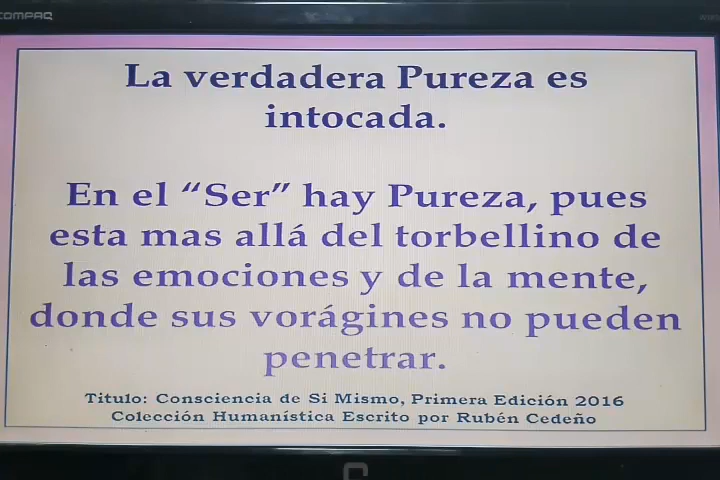 COMPAQ
La verdadera Pureza es
intocada.
En el “Ser” hay Pureza, pues
esta mas allá del torbellino de
las emociones y de la mente,
donde sus vorágines no pueden
penetrar.
Titulo: Consciencia de Si Mismo, Primera Edición 2016
Colección Humanística Escrito por Rubén Cedeño